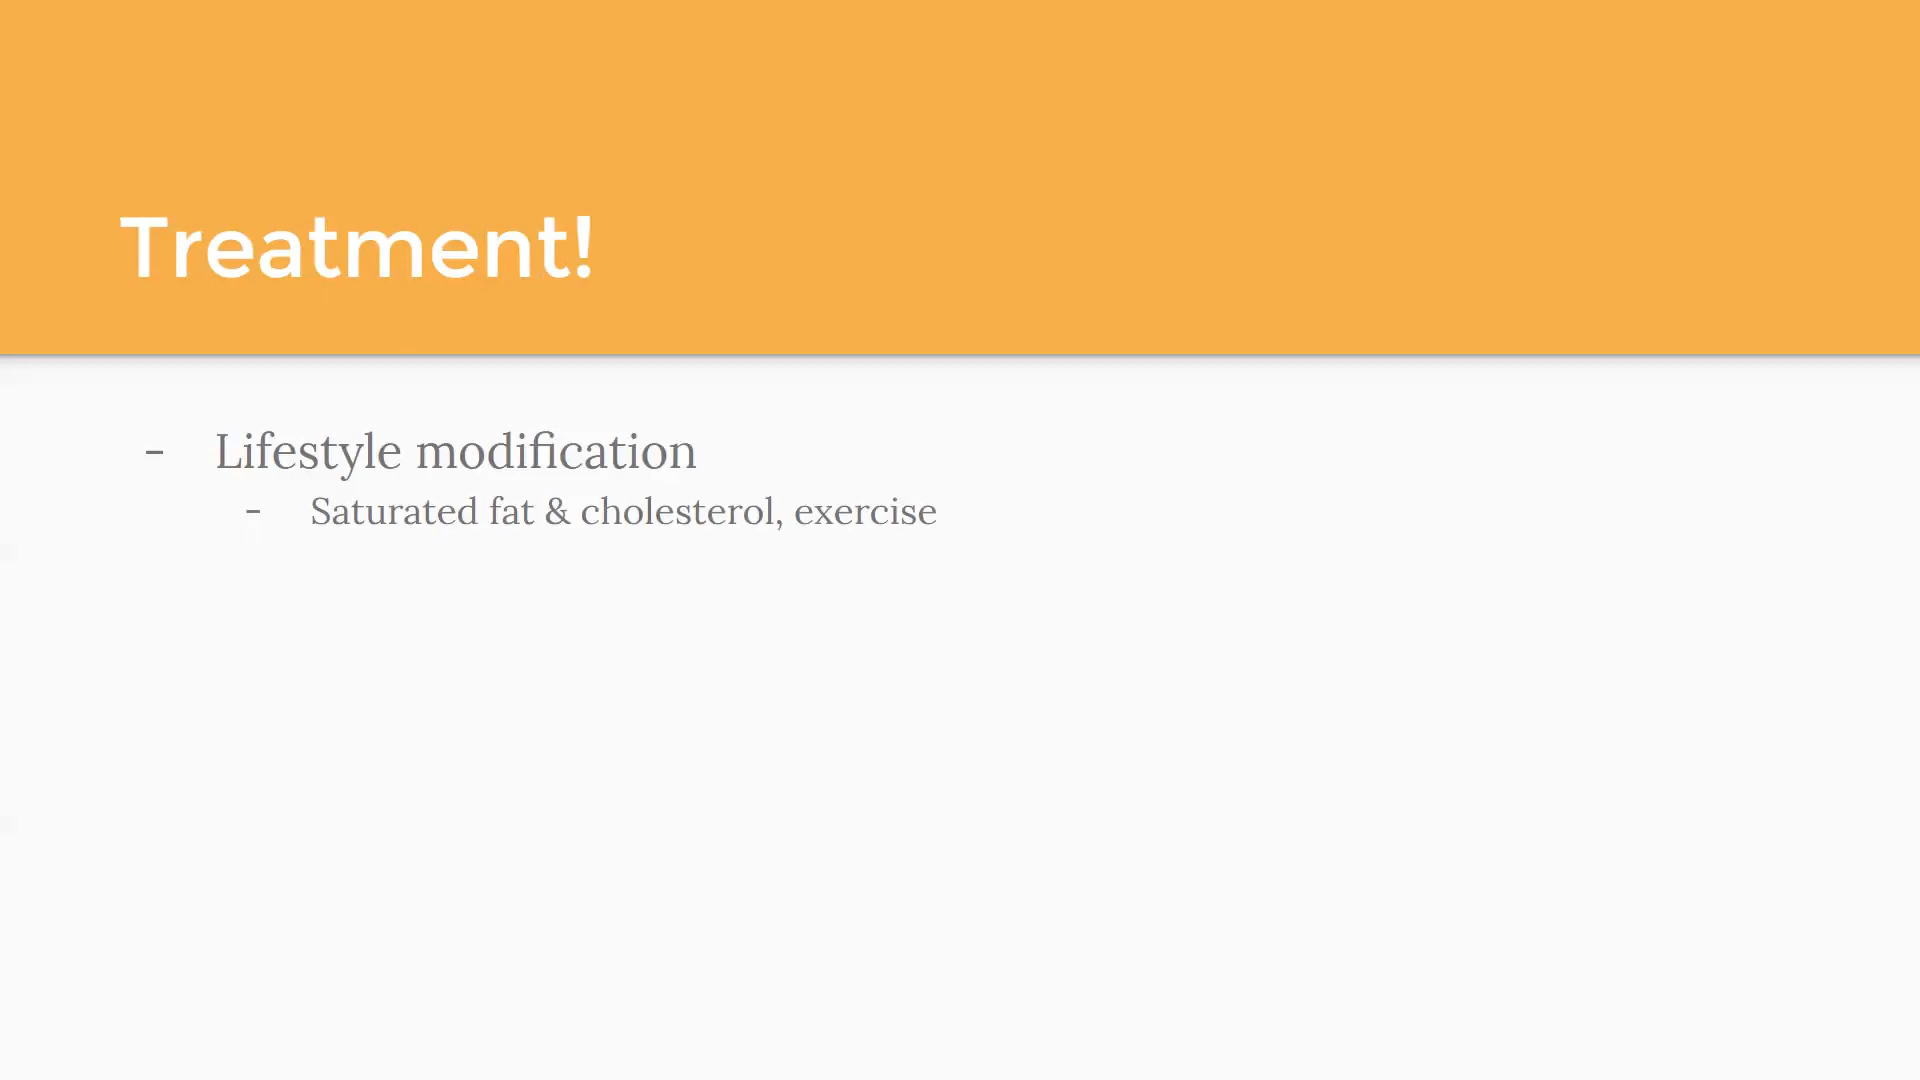 Treatment!
- Lifestyle modification
- Saturated fat & cholesterol, exercise